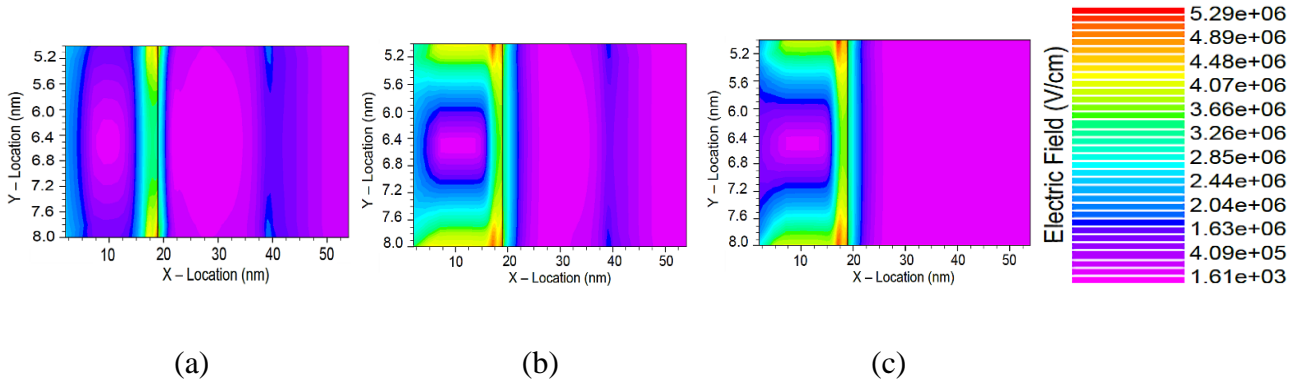 5.2
5.6
6.0
6.4
6.8
7.2
7.6
8.0
Y – Location (nm)
10 20 30 40 50
X – Location (nm)
(a)
5.2
5.6
6.0
6.4
6.8
7.2
7.6
8.0
Y – Location (nm)
10 20 30 40 50
X – Location (nm)
(b)
5.2
5.6
6.0
6.4
6.8
7.2
7.6
8.0
Y – Location (nm)
10 20 30 40 50
X – Location (nm)
(c)
Electric Field (V/cm)
5.29e+06
4.89e+06
4.48e+06
4.07e+06
3.66e+06
3.26e+06
2.85e+06
2.44e+06
2.04e+06
1.63e+06
4.09e+05
1.61e+03